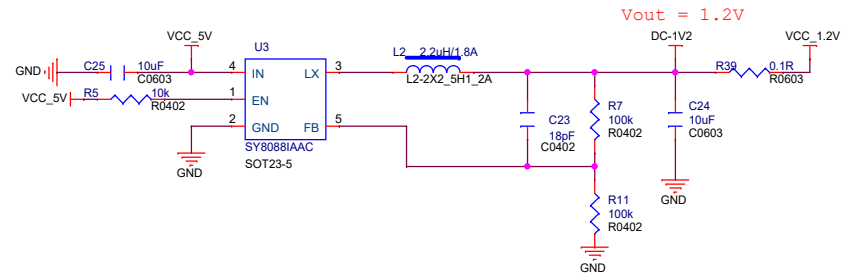 Vout = 1.2V
VCC_5V
U3
L2
2.2uH/1.8A
DC-1V2
VCC_1.2V
C25
10uF
4
IN
LX
3
R39
0.1R
GND
C0603
L2-2X2_5H1_2A
R0603
VCC_5V
R5
10k
1
EN
R0402
R7
C24
C23
100k
10uF
2
GND
FB
5
18pF
R0402
C0603
C0402
SY8088IAAC
SOT23-5
GND
R11
GND
100k
R0402
GND